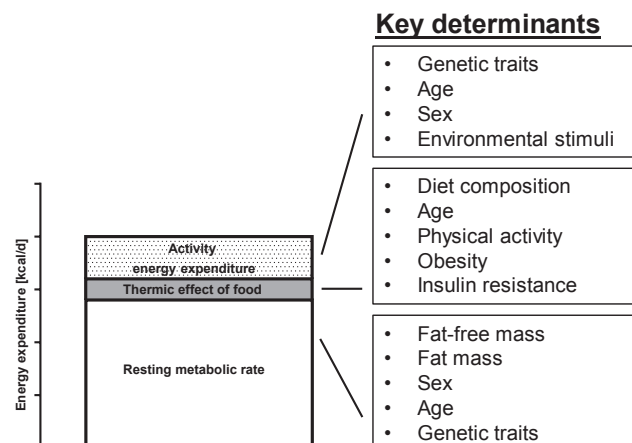 Key determinants
• Genetic traits
• Age
• Sex
• Environmental stimuli
• Diet composition
• Age
• Physical activity
• Obesity
• Insulin resistance
• Fat-free mass
• Fat mass
• Sex
• Age
• Genetic traits
Energy expenditure [kcal/d]
Activity
energy expenditure
Thermic effect of food
Resting metabolic rate